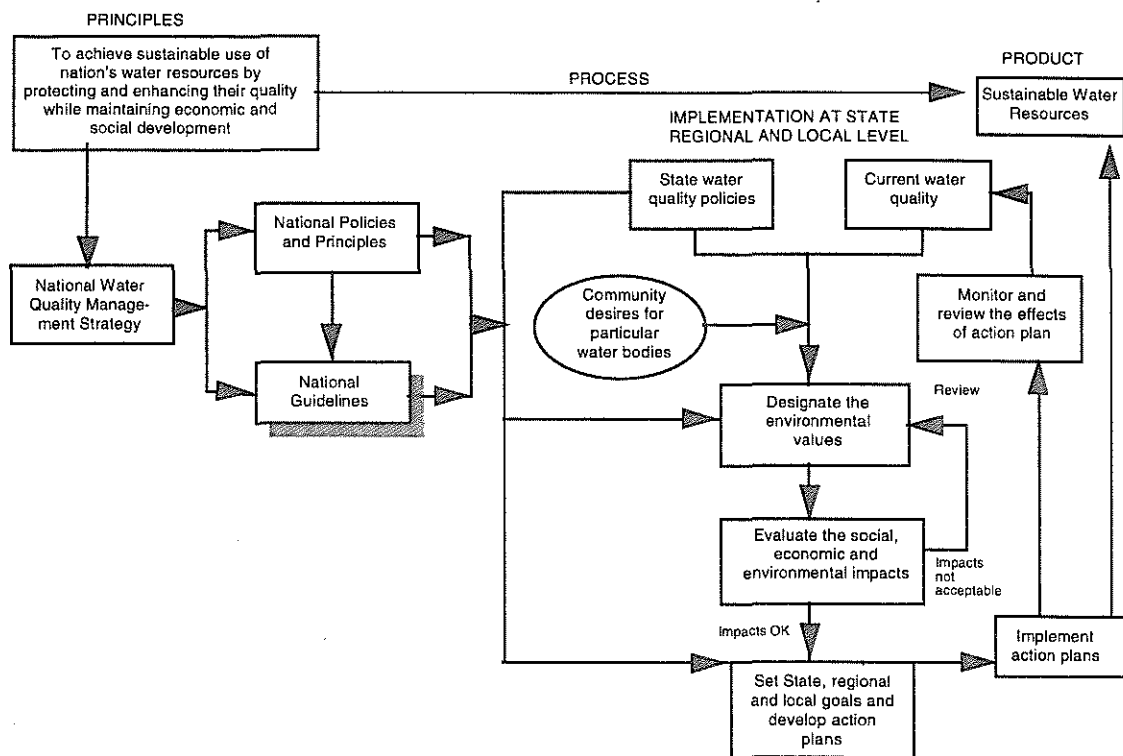 PRINCIPLES
To achieve sustainable use of
nation's water resources by
protecting and enhancing their quality
while maintaining economic and
social development
PROCESS
PRODUCT
Sustainable Water
Resources
IMPLEMENTATION AT STATE
REGIONAL AND LOCAL LEVEL
State water
quality policies
Current water
quality
National Policies
and Principles
National Water
Quality Manage-
ment Strategy
National
Guidelines
Community
desires for
particular
water bodies
Monitor and
review the effects
of action plan
Designate the
environmental
values
Review
Evaluate the social,
economic and
environmental impacts
Impacts
not
acceptable
Impacts OK
Implement
action plans
Set State, regional
and local goals and
develop action
plans